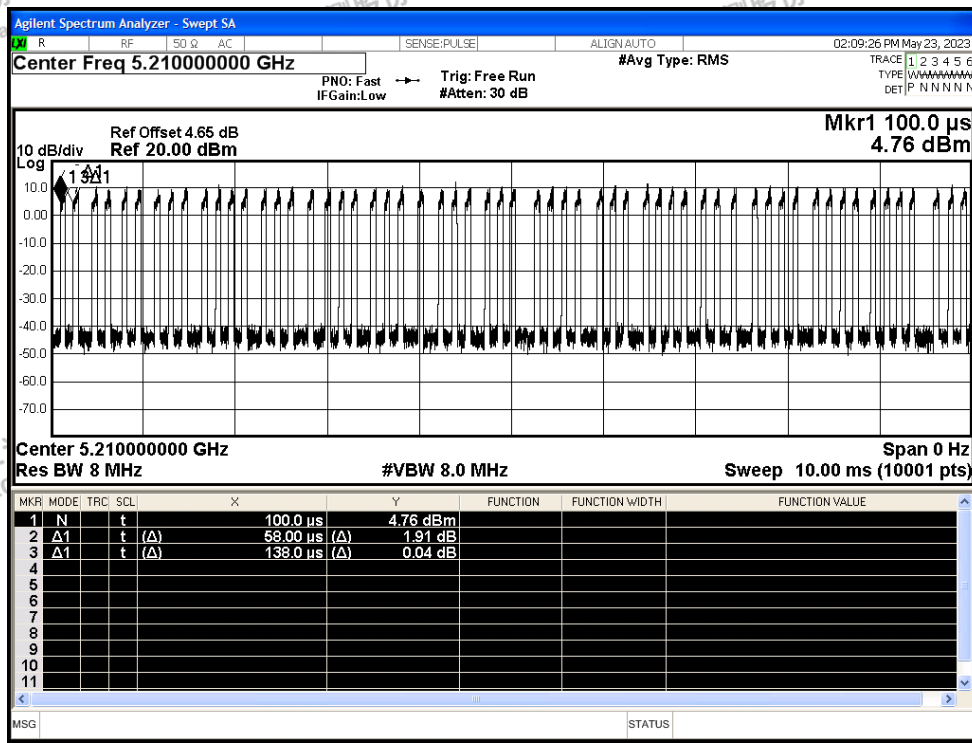 Agilent Spectrum Analyzer - Swept SA
LXI R RF 50 Ω AC SENSE:PULSE ALIGN AUTO 02:09:26 PM May 23, 2023
Center Freq 5.210000000 GHz #Avg Type: RMS TRACE 1 2 3 4 5 6
PNO: Fast Trig: Free Run TYPE WWWWWW
IFGain:Low #Atten: 30 dB DET P N N N N N
Mkr1 100.0 µs
Ref Offset 4.65 dB
10 dB/div Ref 20.00 dBm 4.76 dBm
Log
1 3Δ1
10.0
0.00
-10.0
-20.0
-30.0
-40.0
-50.0
-60.0
-70.0
Center 5.210000000 GHz Span 0 Hz
Res BW 8 MHz #VBW 8.0 MHz Sweep 10.00 ms (10001 pts)
MKR MODE TRC SCL X Y FUNCTION FUNCTION WIDTH FUNCTION VALUE
1 N t 100.0 µs 4.76 dBm
2 Δ1 t (Δ) 58.00 µs (Δ) 1.91 dB
3 Δ1 t (Δ) 138.0 µs (Δ) 0.04 dB
4
5
6
7
8
9
10
11
MSG STATUS